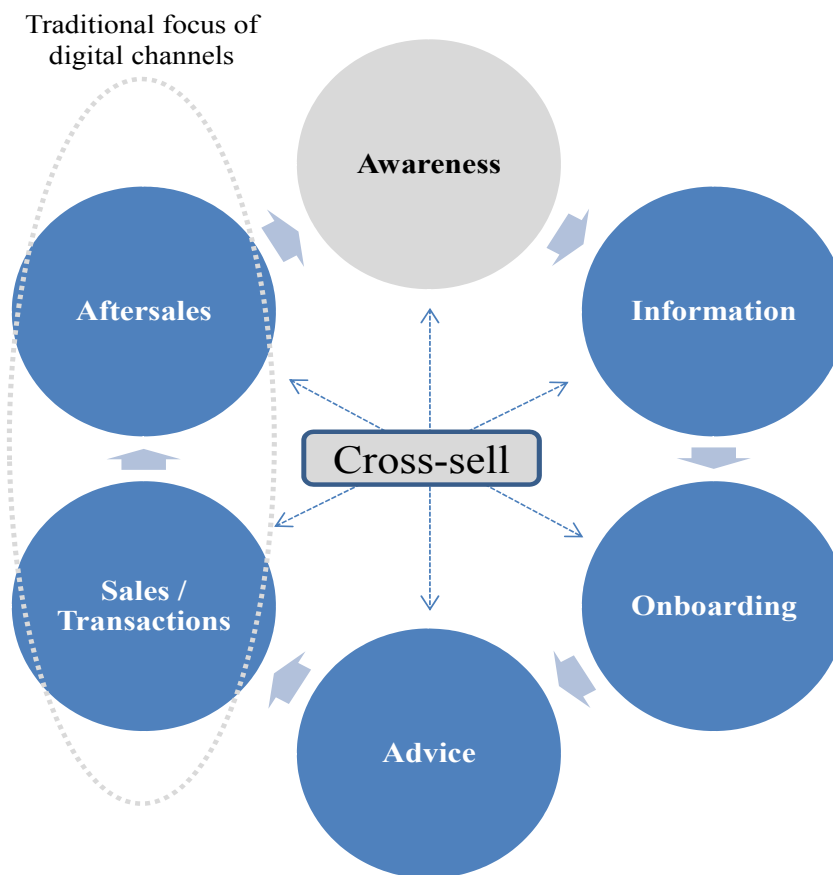 Traditional focus of
digital channels
Awareness
Aftersales
Information
Cross-sell
Sales /
Transactions
Onboarding
Advice